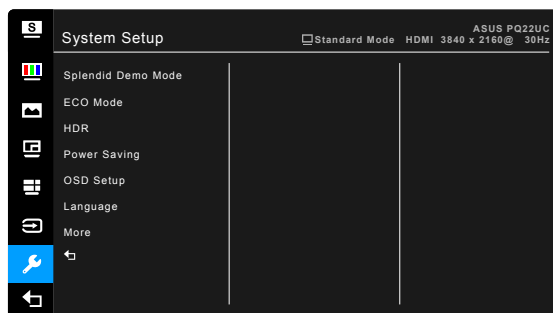 S
ASUS PQ22UC
System Setup
Standard Mode HDMI 3840 x 2160@ 30Hz
Splendid Demo Mode
ECO Mode
HDR
Power Saving
OSD Setup
Language
More